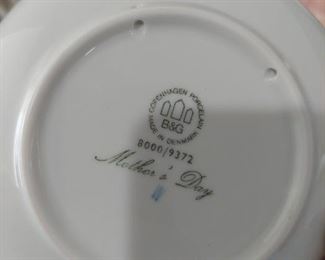 COPENHAGEN PORCELAIN
B&G
MADE IN DENMARK
8000/9372
Mother's Day